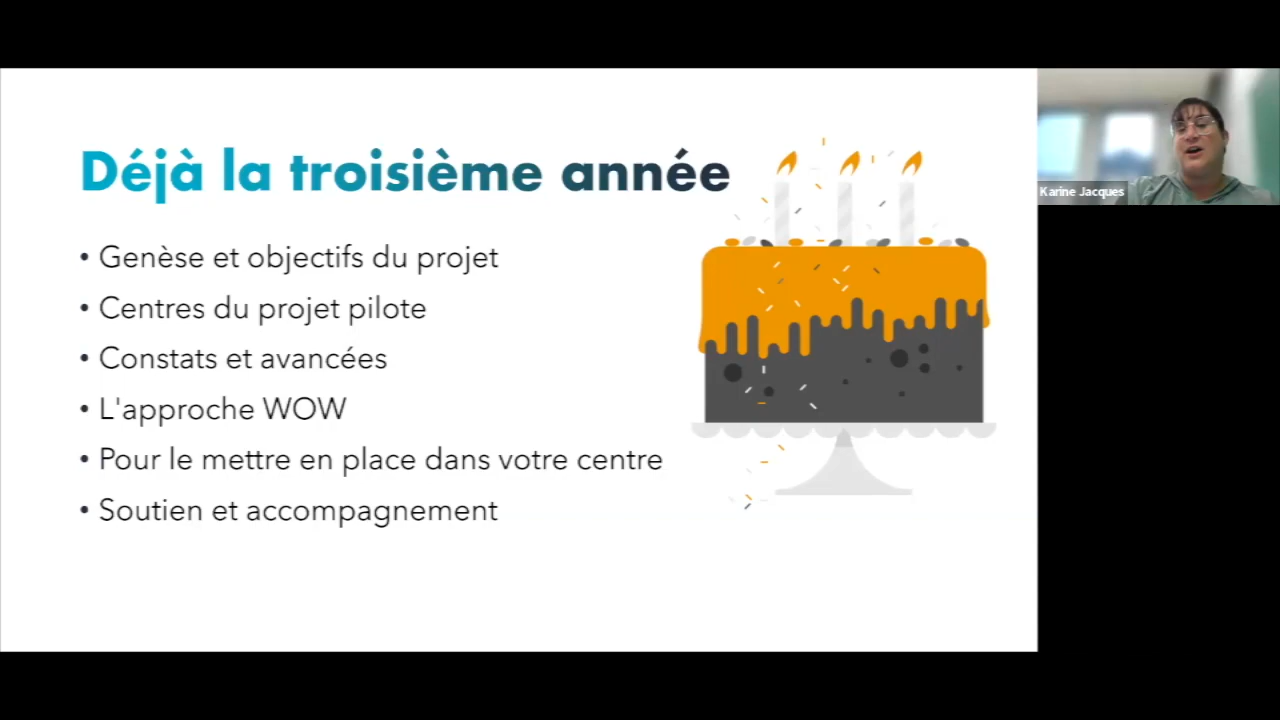 Déjà la troisième année
• Genèse et objectifs du projet
• Centres du projet pilote
• Constats et avancées
• L'approche WOW
• Pour le mettre en place dans votre centre
• Soutien et accompagnement
Karine Jacques